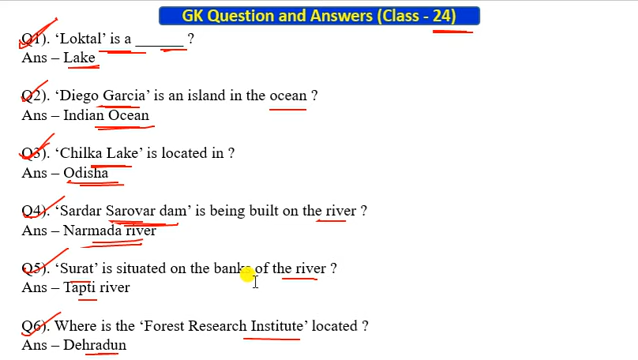 GK Question and Answers (Class - 24)
Q1). ‘Loktal’ is a ______ ?
Ans – Lake
Q2). ‘Diego Garcia’ is an island in the ocean ?
Ans – Indian Ocean
Q3). ‘Chilka Lake’ is located in ?
Ans – Odisha
Q4). ‘Sardar Sarovar dam’ is being built on the river ?
Ans – Narmada river
Q5). ‘Surat’ is situated on the banks of the river ?
Ans – Tapti river
Q6). Where is the ‘Forest Research Institute’ located ?
Ans – Dehradun